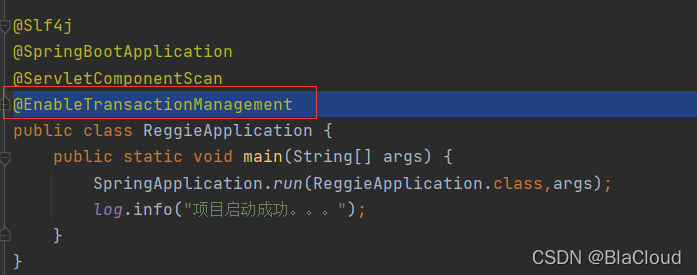 @Slf4j
@SpringBootApplication
@ServletComponentScan
@EnableTransactionManagement
public class ReggieApplication {
    public static void main(String[] args) {
        SpringApplication.run(ReggieApplication.class,args);
        log.info("项目启动成功。。。");
    }
}
CSDN @BlaCloud